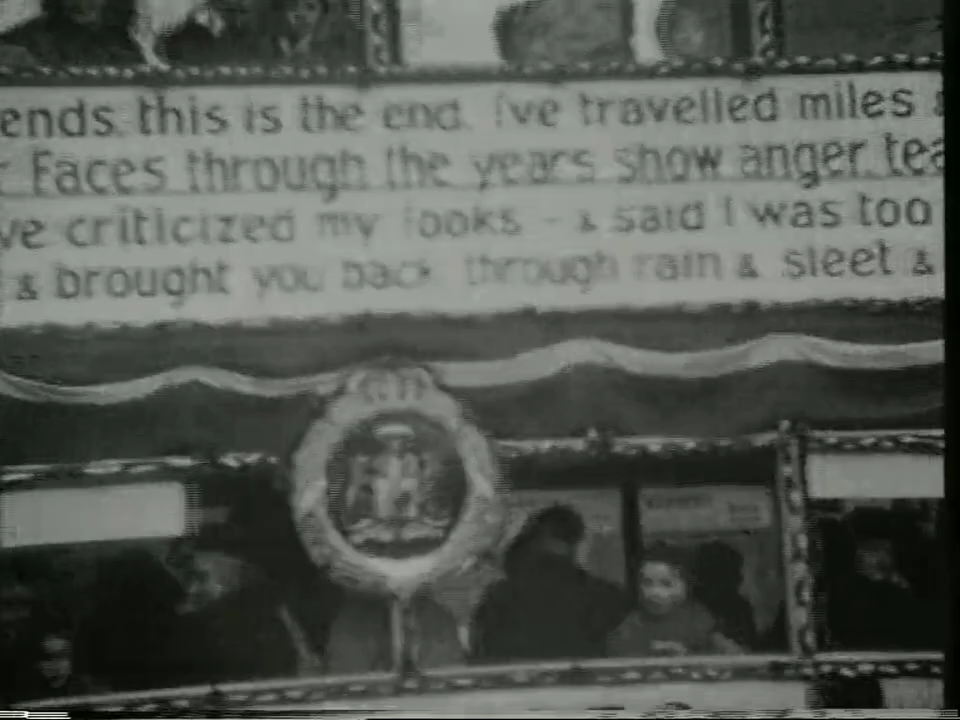 ends this is the end. I've travelled miles
Faces through the years show anger tea
ve criticized my looks - & said I was too
& brought you back through rain & sleet &